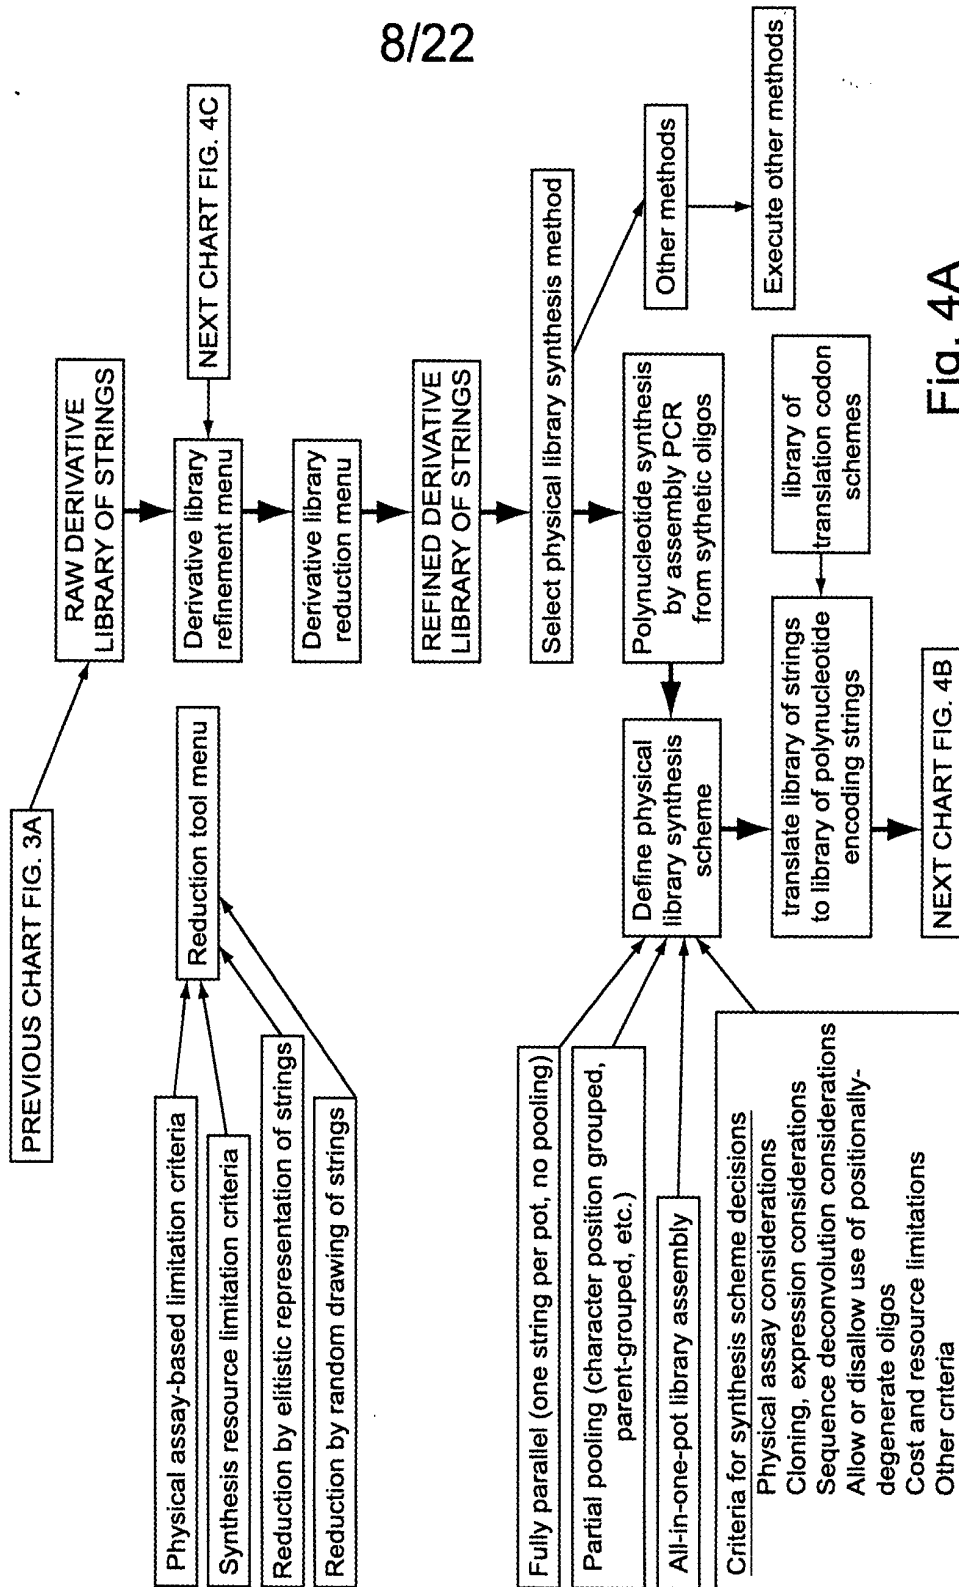 8/22
PREVIOUS CHART FIG. 3A
RAW DERIVATIVE
LIBRARY OF STRINGS
NEXT CHART FIG. 4C
Derivative library
refinement menu
Derivative library
reduction menu
REFINED DERIVATIVE
LIBRARY OF STRINGS
Reduction tool menu
Physical assay-based limitation criteria
Synthesis resource limitation criteria
Reduction by elitistic representation of strings
Reduction by random drawing of strings
Select physical library synthesis method
Other methods
Execute other methods
Polynucleotide synthesis
by assembly PCR
from sythetic oligos
Define physical
library synthesis
scheme
Fully parallel (one string per pot, no pooling)
Partial pooling (character position grouped,
parent-grouped, etc.)
All-in-one-pot library assembly
Criteria for synthesis scheme decisions
Physical assay considerations
Cloning, expression considerations
Sequence deconvolution considerations
Allow or disallow use of positionally-
degenerate oligos
Cost and resource limitations
Other criteria
library of
translation codon
schemes
translate library of strings
to library of polynucleotide
encoding strings
NEXT CHART FIG. 4B
Fig. 4A